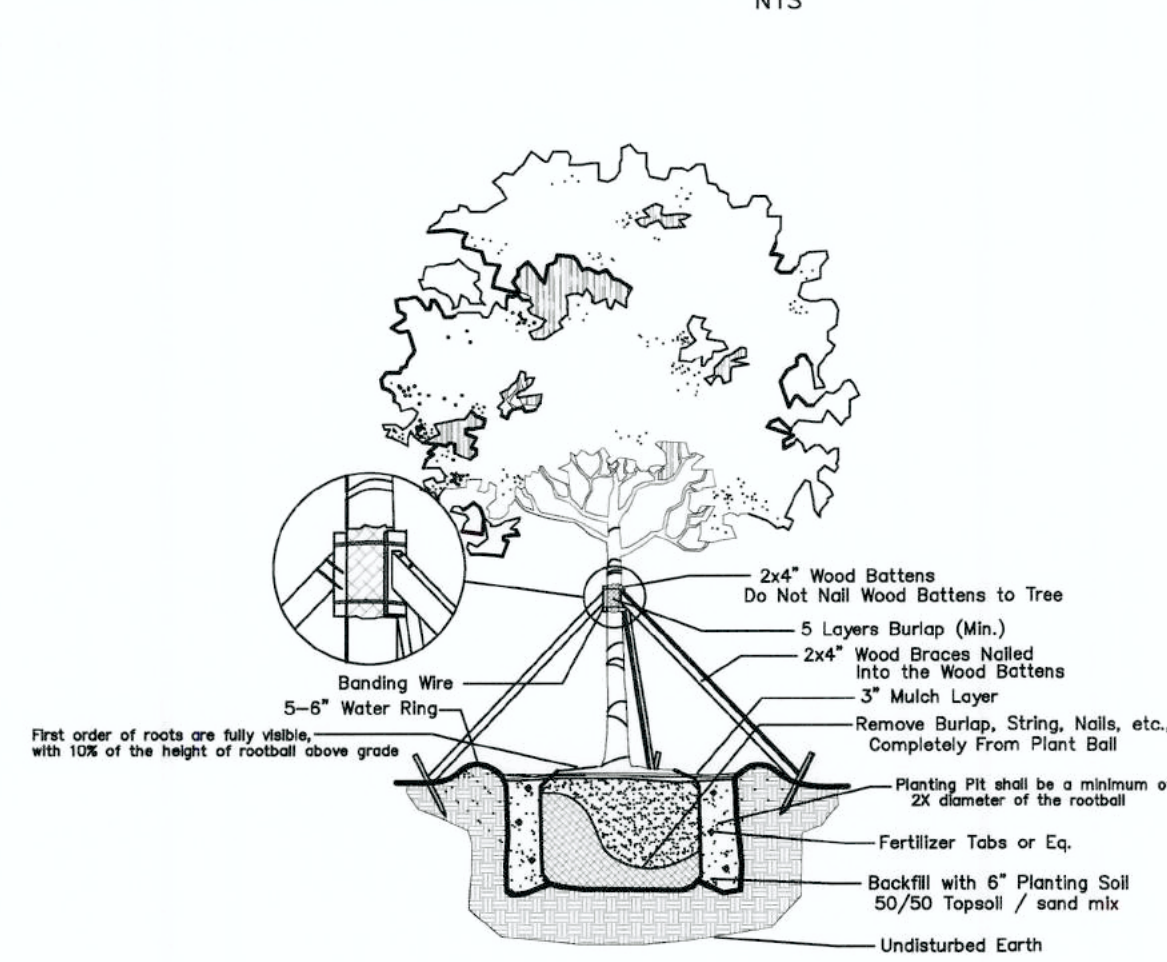 NTS
2x4" Wood Battens
Do Not Nail Wood Battens to Tree
5 Layers Burlap (Min.)
2x4" Wood Braces Nailed
Into the Wood Battens
Banding Wire
3" Mulch Layer
5-6" Water Ring
Remove Burlap, String, Nails, etc.,
Completely From Plant Ball
First order of roots are fully visible,
with 10% of the height of rootball above grade
Planting Pit shall be a minimum o
2X diameter of the rootball
Fertilizer Tabs or Eq.
Backfill with 6" Planting Soil
50/50 Topsoil / sand mix
Undisturbed Earth